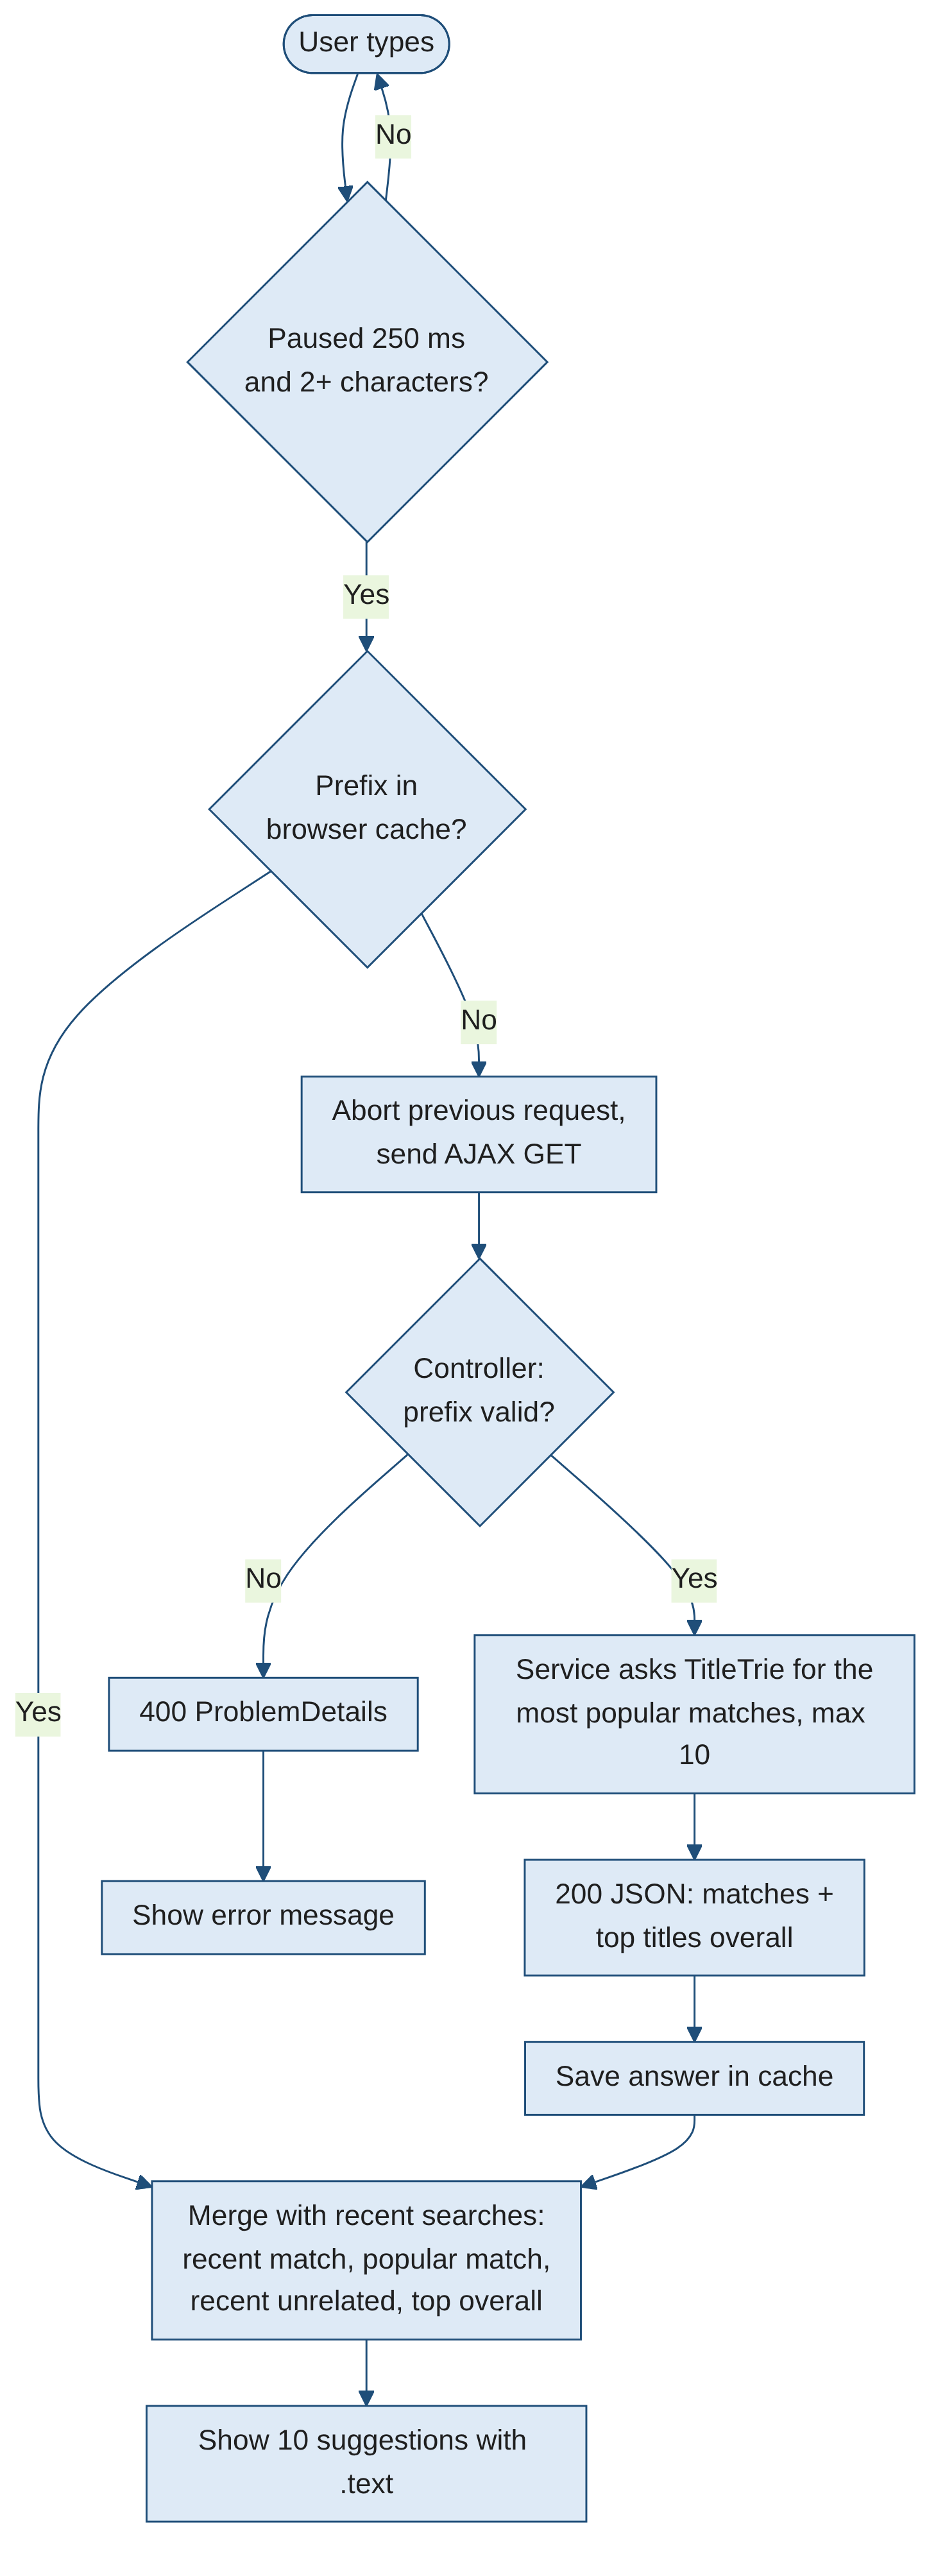 User types
No
Paused 250 ms
and 2+ characters?
Yes
Prefix in
browser cache?
No
Abort previous request,
send AJAX GET
Controller:
prefix valid?
No
Yes
Service asks TitleTrie for the
most popular matches, max
10
Yes
400 ProblemDetails
200 JSON: matches +
top titles overall
Show error message
Save answer in cache
Merge with recent searches:
recent match, popular match,
recent unrelated, top overall
Show 10 suggestions with
.text